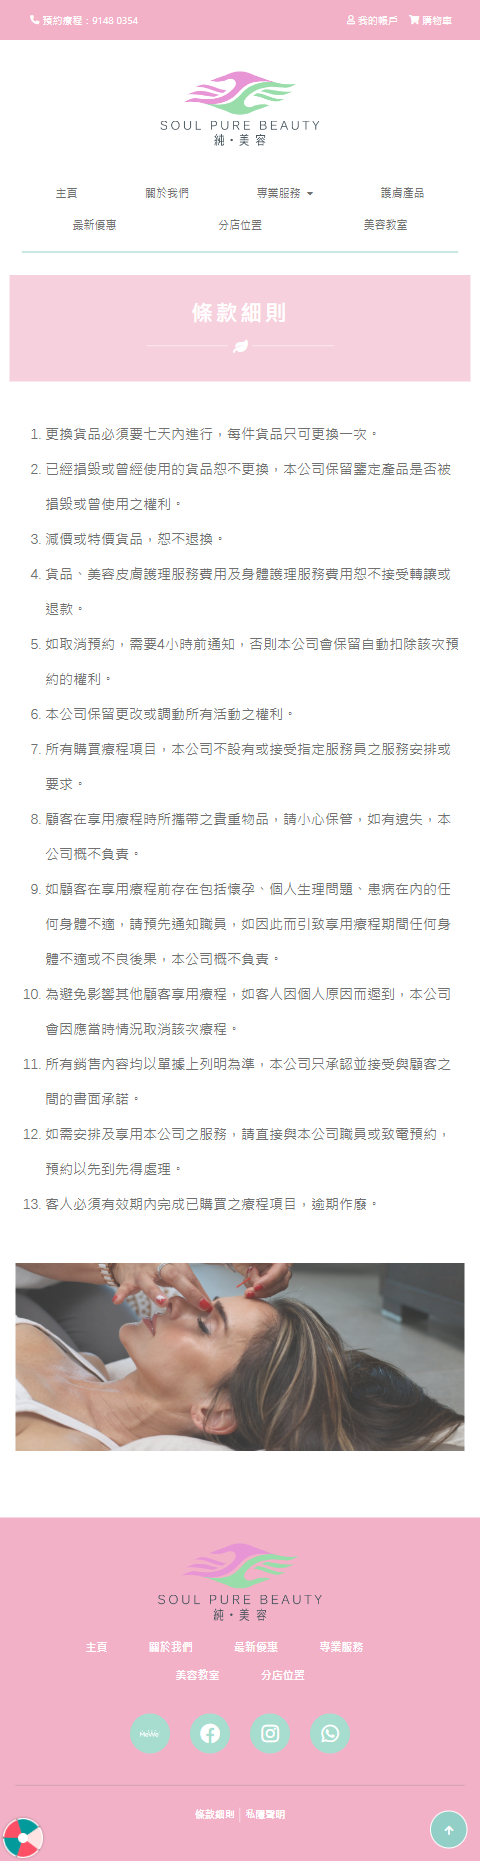 預約療程：9148 0354
我的帳戶
購物車
SOUL PURE BEAUTY
純・美 容
主頁
關於我們
專業服務
護膚產品
最新優惠
分店位置
美容教室
條款細則
1. 更換貨品必須要七天內進行，每件貨品只可更換一次。
2. 已經損毀或曾經使用的貨品恕不更換，本公司保留鑒定產品是否被
損毀或曾使用之權利。
3. 減價或特價貨品，恕不退換。
4. 貨品、美容皮膚護理服務費用及身體護理服務費用恕不接受轉讓或
退款。
5. 如取消預約，需要4小時前通知，否則本公司會保留自動扣除該次預
約的權利。
6. 本公司保留更改或調動所有活動之權利。
7. 所有購買療程項目，本公司不設有或接受指定服務員之服務安排或
要求。
8. 顧客在享用療程時所攜帶之貴重物品，請小心保管，如有遺失，本
公司概不負責。
9. 如顧客在享用療程前存在包括懷孕、個人生理問題、患病在內的任
何身體不適，請預先通知職員，如因此而引致享用療程期間任何身
體不適或不良後果，本公司概不負責。
10. 為避免影響其他顧客享用療程，如客人因個人原因而遲到，本公司
會因應當時情況取消該次療程。
11. 所有銷售內容均以單據上列明為準，本公司只承認並接受與顧客之
間的書面承諾。
12. 如需安排及享用本公司之服務，請直接與本公司職員或致電預約，
預約以先到先得處理。
13. 客人必須有效期內完成已購買之療程項目，逾期作廢。
SOUL PURE BEAUTY
純・美 容
主頁
關於我們
最新優惠
專業服務
美容教室
分店位置
條款細則 | 私隱聲明